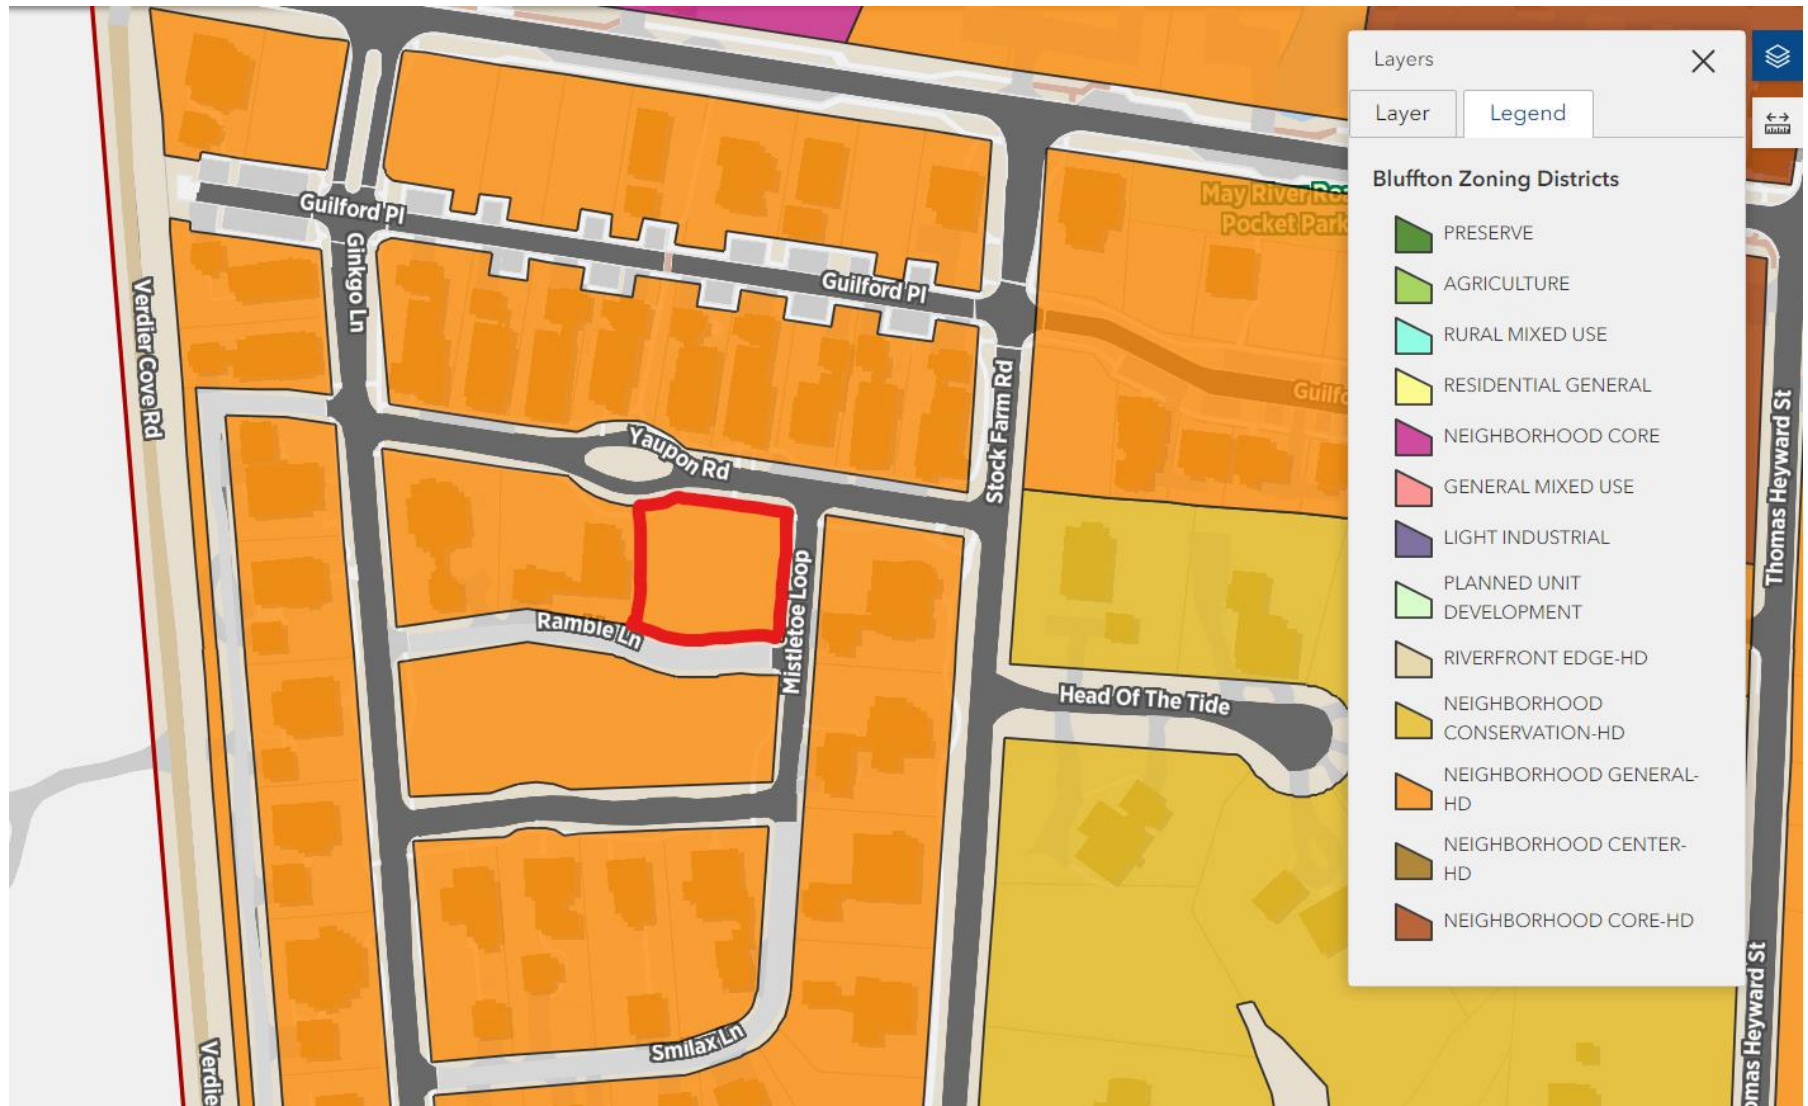 Guilford Pl
Ginkgo Ln
Guilford Pl
Verdier Cove Rd
Stock Farm Rd
Yaupon Rd
Mistletoe Loop
Ramble Ln
Head Of The Tide
Smilax Ln
Thomas Heyward St
May River
Pocket Park
Layers
Layer
Legend
Bluffton Zoning Districts
PRESERVE
AGRICULTURE
RURAL MIXED USE
RESIDENTIAL GENERAL
NEIGHBORHOOD CORE
GENERAL MIXED USE
LIGHT INDUSTRIAL
PLANNED UNIT
DEVELOPMENT
RIVERFRONT EDGE-HD
NEIGHBORHOOD
CONSERVATION-HD
NEIGHBORHOOD GENERAL-
HD
NEIGHBORHOOD CENTER-
HD
NEIGHBORHOOD CORE-HD
Heyward St